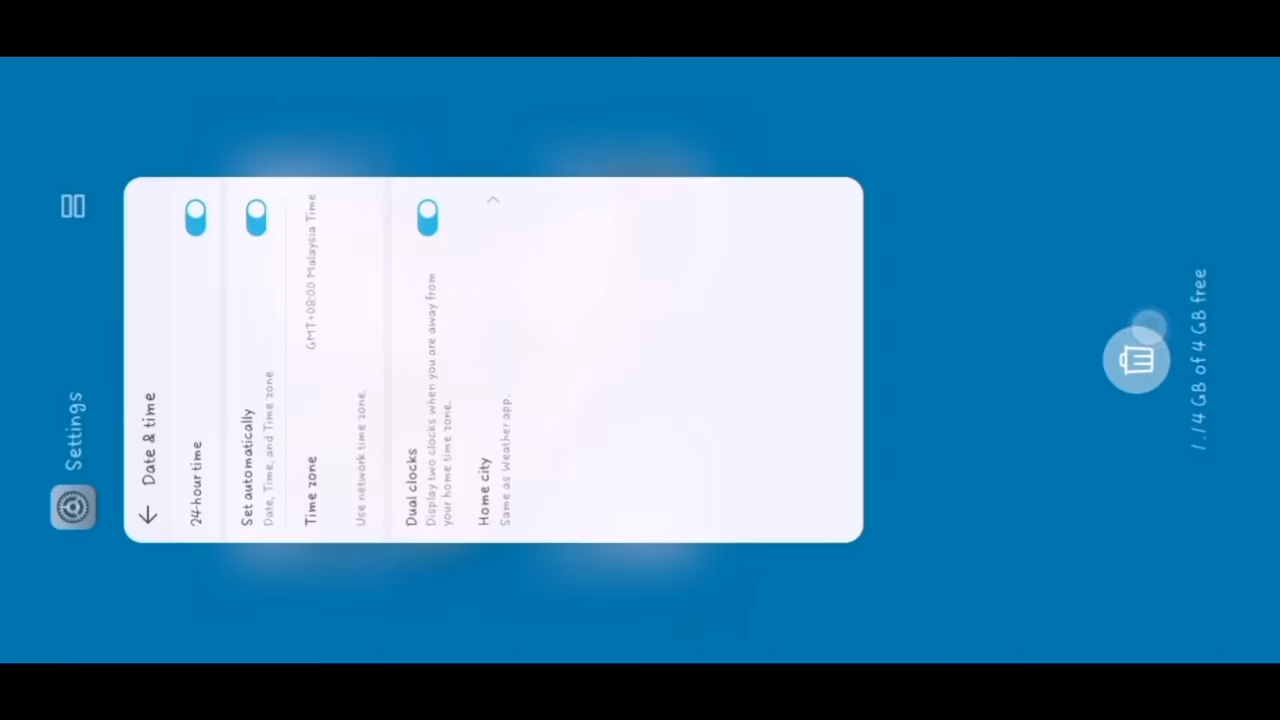 Settings
Date & time
24-hour time
Set automatically
Date, Time, and Time zone
Time zone
GMT+08:00 Malaysia Time
Use network time zone.
Dual clocks
Display two clocks when you are away from
your home time zone.
Home city
Same as Weather app.
1.14 GB of 4 GB free